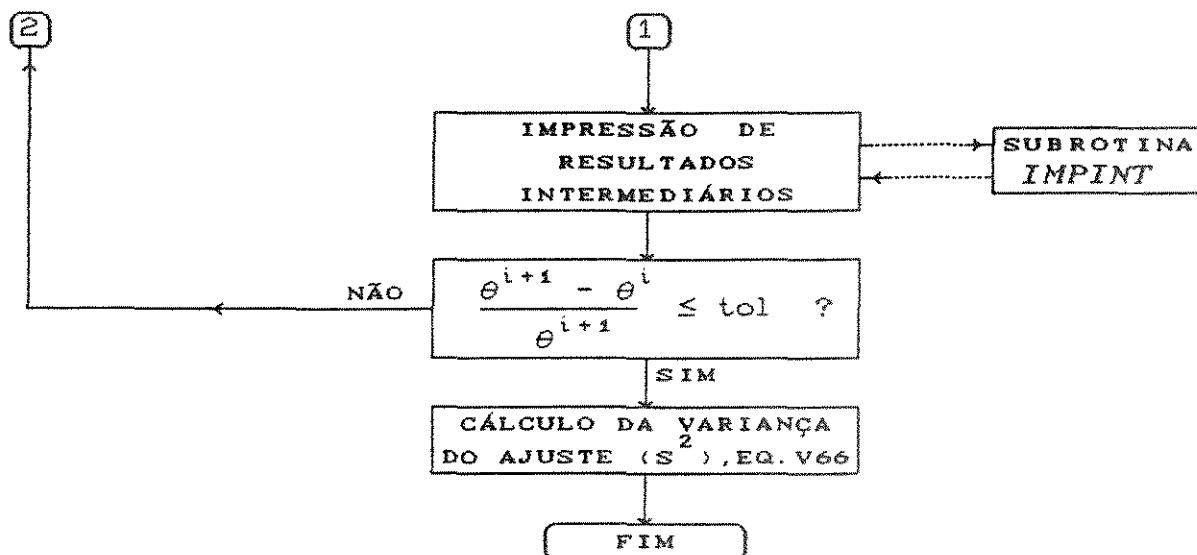 2
1
IMPRESSÃO DE
RESULTADOS
INTERMEDIÁRIOS
SUBROTINA
IMPINT
NÃO
θ^{i+1} - θ^{i} / θ^{i+1} ≤ tol ?
SIM
CÁLCULO DA VARIANÇA
DO AJUSTE (S²), EQ. V66
FIM